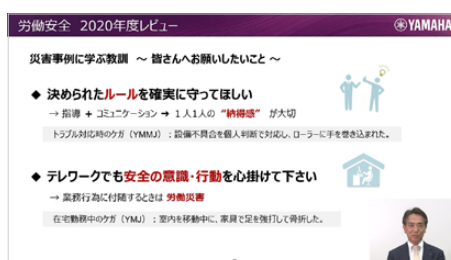 労働安全 2020年度レビュー
YAMAHA
災害事例に学ぶ教訓 ～ 皆さんへお願いしたいこと ～
◆ 決められたルールを確実に守ってほしい
→ 指導 + コミュニケーション → 1人1人の “納得感” が大切
トラブル対応時のケガ（YMMJ）；設備不具合を個人判断で対応し、ローラーに手を巻き込まれた。
◆ テレワークでも安全の意識・行動を心掛けて下さい
→ 業務行為に付随するときは 労働災害
在宅勤務中のケガ（YMJ）；室内を移動中に、家具で足を強打して骨折した。